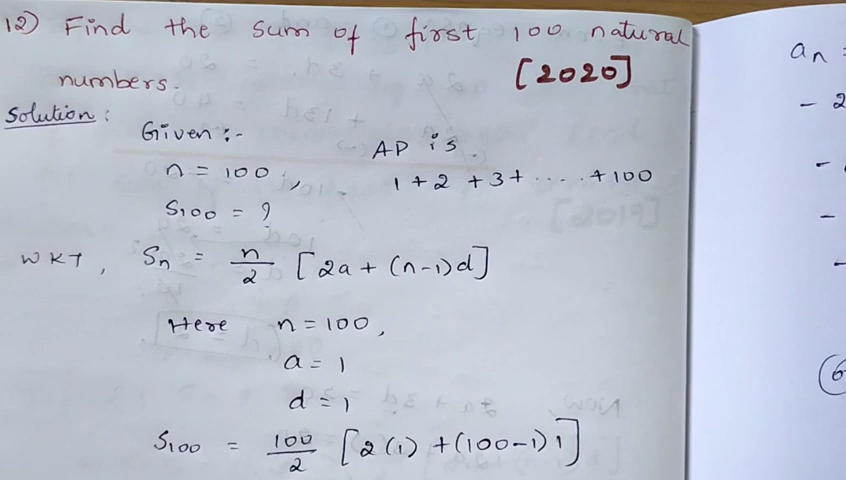 12) Find the sum of first 100 natural
numbers. [2020]
Solution :
Given :-
AP is.
n = 100, 1 + 2 + 3 + ..... + 100
S100 = ?
WKT, Sn = n/2 [2a + (n-1)d]
Here n = 100,
a = 1
d = 1
S100 = 100/2 [2(1) + (100-1)1]
an =
- 2
-
-
-
(6